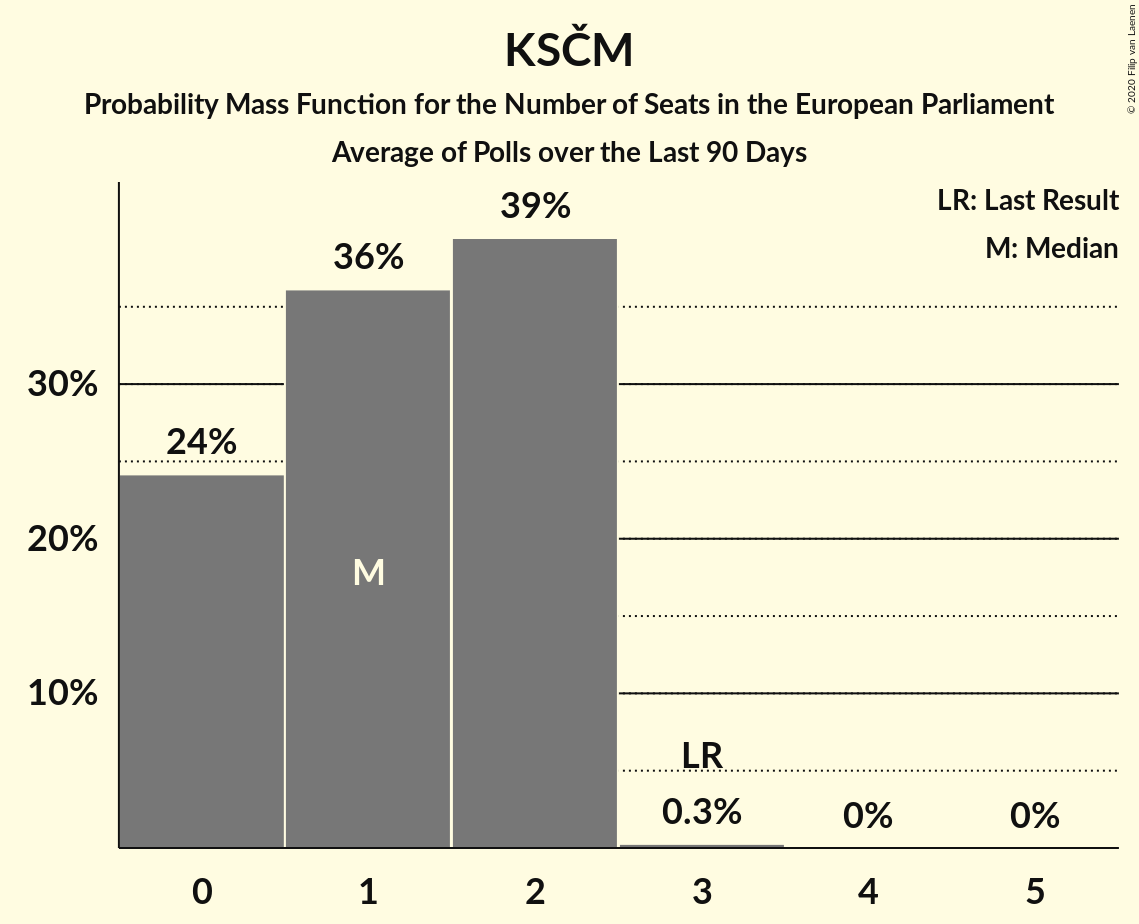 KSČM
Probability Mass Function for the Number of Seats in the European Parliament
Average of Polls over the Last 90 Days
© 2020 Filip van Laenen
LR: Last Result
M: Median
39%
36%
30%
24%
20%
M
10%
LR
0.3%
0%
0%
0 1 2 3 4 5